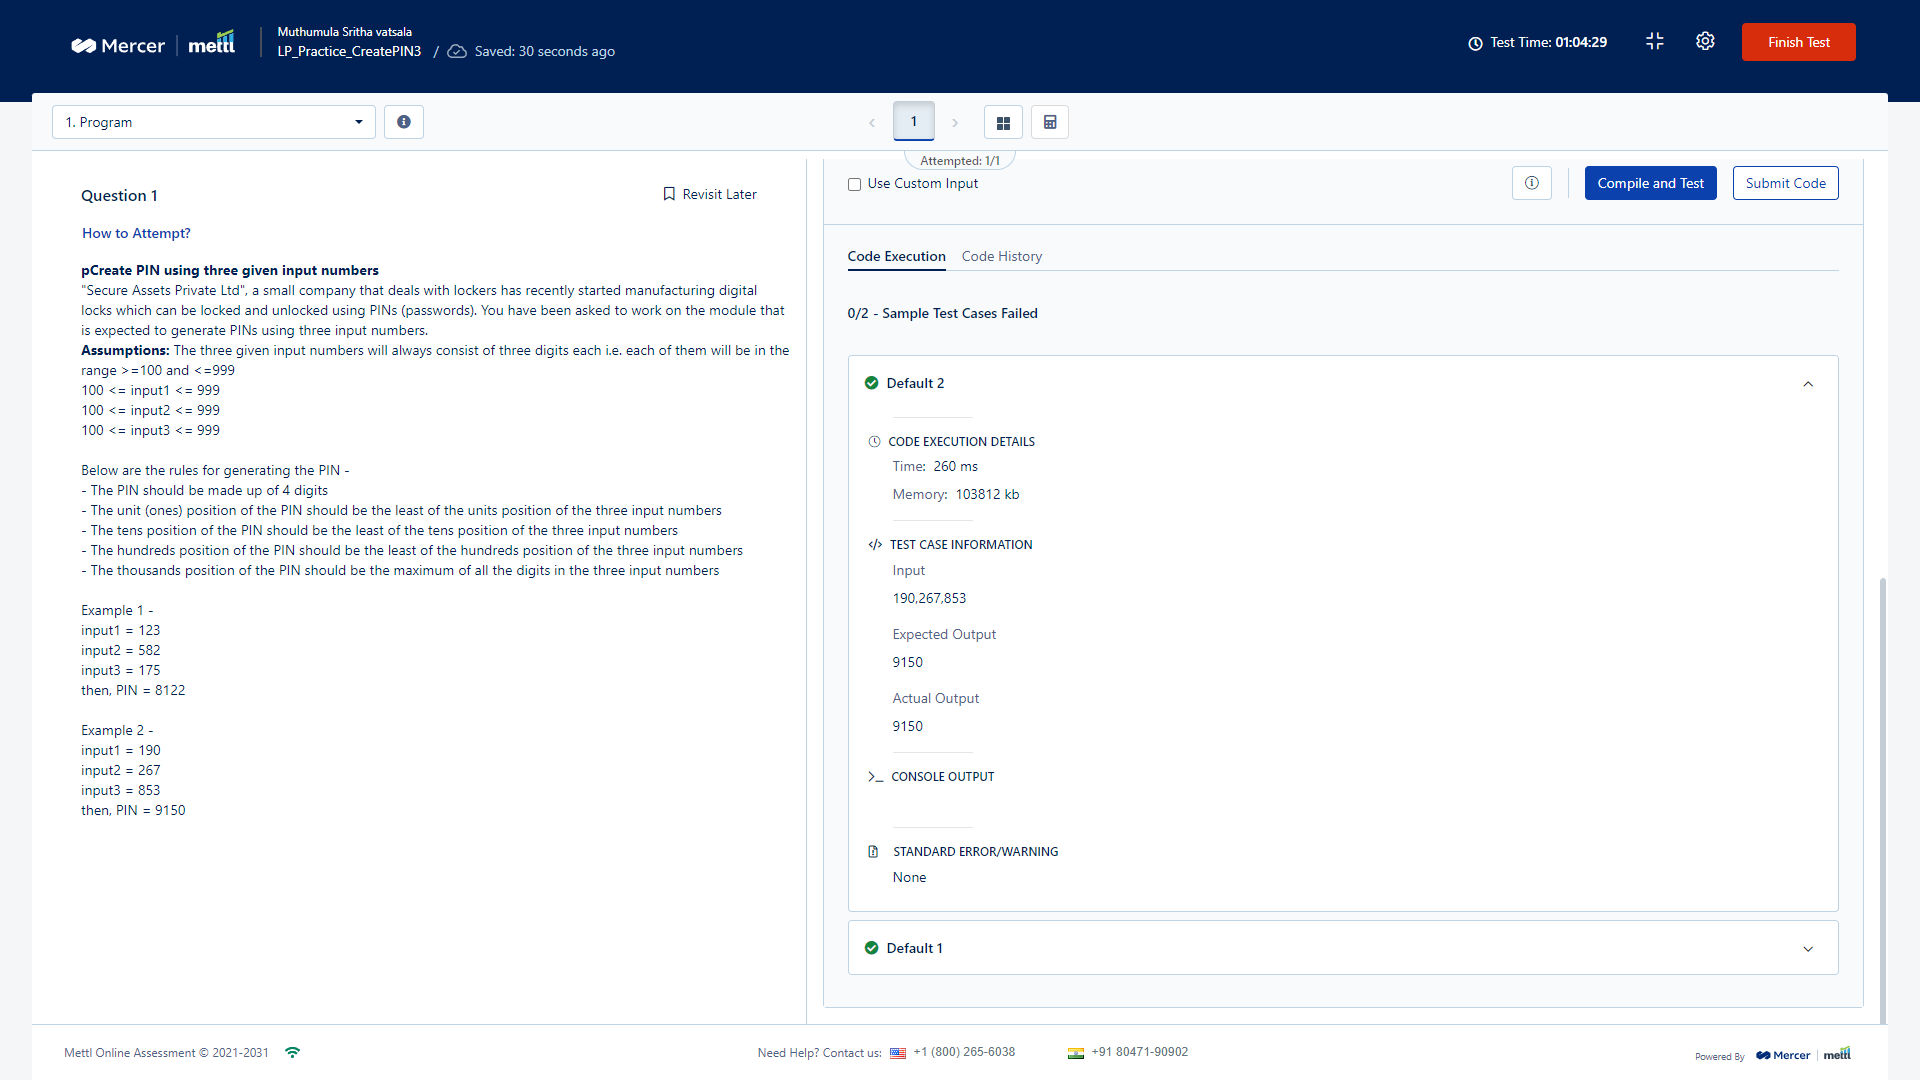 Mercer | mettl
Muthumula Sritha vatsala
LP_Practice_CreatePIN3 / Saved: 30 seconds ago
Test Time: 01:04:29
Finish Test
1. Program
1
Attempted: 1/1
Question 1
Revisit Later
How to Attempt?
pCreate PIN using three given input numbers
"Secure Assets Private Ltd", a small company that deals with lockers has recently started manufacturing digital
locks which can be locked and unlocked using PINs (passwords). You have been asked to work on the module that
is expected to generate PINs using three input numbers.
Assumptions: The three given input numbers will always consist of three digits each i.e. each of them will be in the
range >=100 and <=999
100 <= input1 <= 999
100 <= input2 <= 999
100 <= input3 <= 999
Below are the rules for generating the PIN -
- The PIN should be made up of 4 digits
- The unit (ones) position of the PIN should be the least of the units position of the three input numbers
- The tens position of the PIN should be the least of the tens position of the three input numbers
- The hundreds position of the PIN should be the least of the hundreds position of the three input numbers
- The thousands position of the PIN should be the maximum of all the digits in the three input numbers
Example 1 -
input1 = 123
input2 = 582
input3 = 175
then, PIN = 8122
Example 2 -
input1 = 190
input2 = 267
input3 = 853
then, PIN = 9150
Use Custom Input
Compile and Test
Submit Code
Code Execution
Code History
0/2 - Sample Test Cases Failed
Default 2
CODE EXECUTION DETAILS
Time: 260 ms
Memory: 103812 kb
TEST CASE INFORMATION
Input
190,267,853
Expected Output
9150
Actual Output
9150
CONSOLE OUTPUT
STANDARD ERROR/WARNING
None
Default 1
Mettl Online Assessment © 2021-2031
Need Help? Contact us: +1 (800) 265-6038
+91 80471-90902
Powered By Mercer | mettl